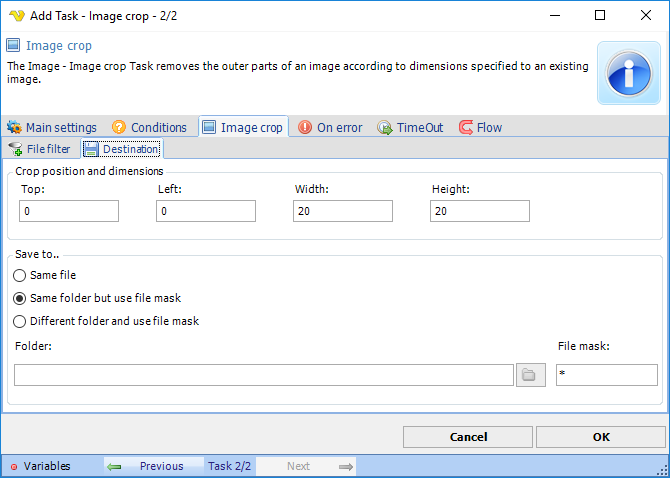 Add Task - Image crop - 2/2
Image crop
The Image - Image crop Task removes the outer parts of an image according to dimensions specified to an existing
image.
Main settings Conditions Image crop On error TimeOut Flow
File filter Destination
Crop position and dimensions
Top: Left: Width: Height:
0 0 20 20
Save to..
Same file
Same folder but use file mask
Different folder and use file mask
Folder: File mask:
*
Cancel OK
Variables Previous Task 2/2 Next